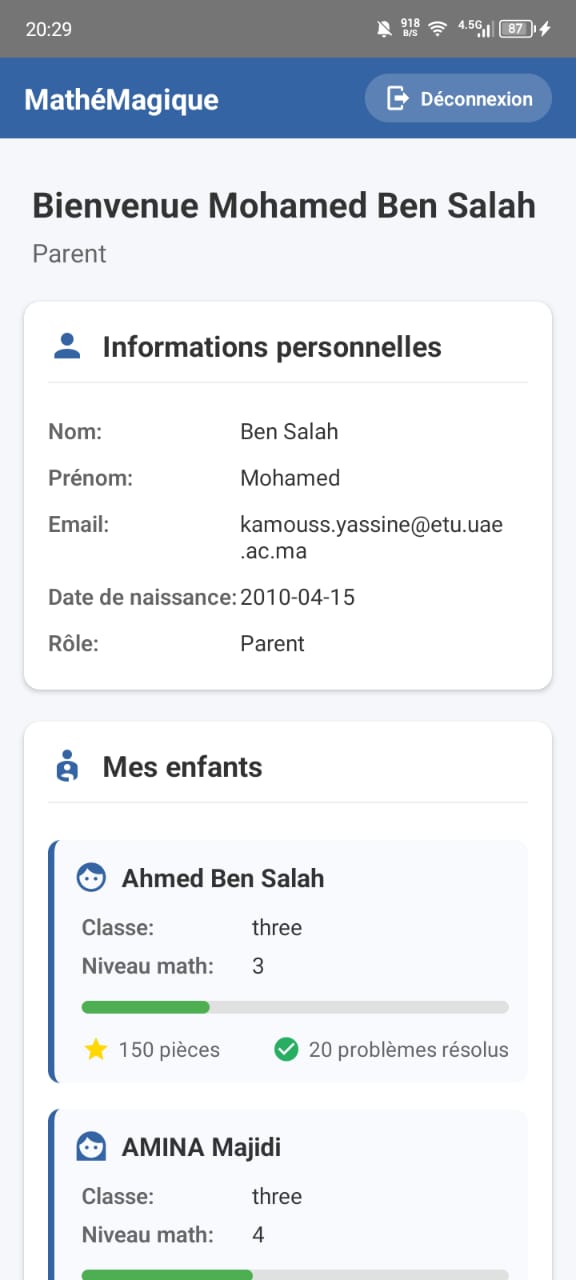 20:29
918
B/S
4.5G
87
MathéMagique
Déconnexion
Bienvenue Mohamed Ben Salah
Parent
Informations personnelles
Nom: Ben Salah
Prénom: Mohamed
Email: kamouss.yassine@etu.uae
.ac.ma
Date de naissance: 2010-04-15
Rôle: Parent
Mes enfants
Ahmed Ben Salah
Classe: three
Niveau math: 3
150 pièces 20 problèmes résolus
AMINA Majidi
Classe: three
Niveau math: 4